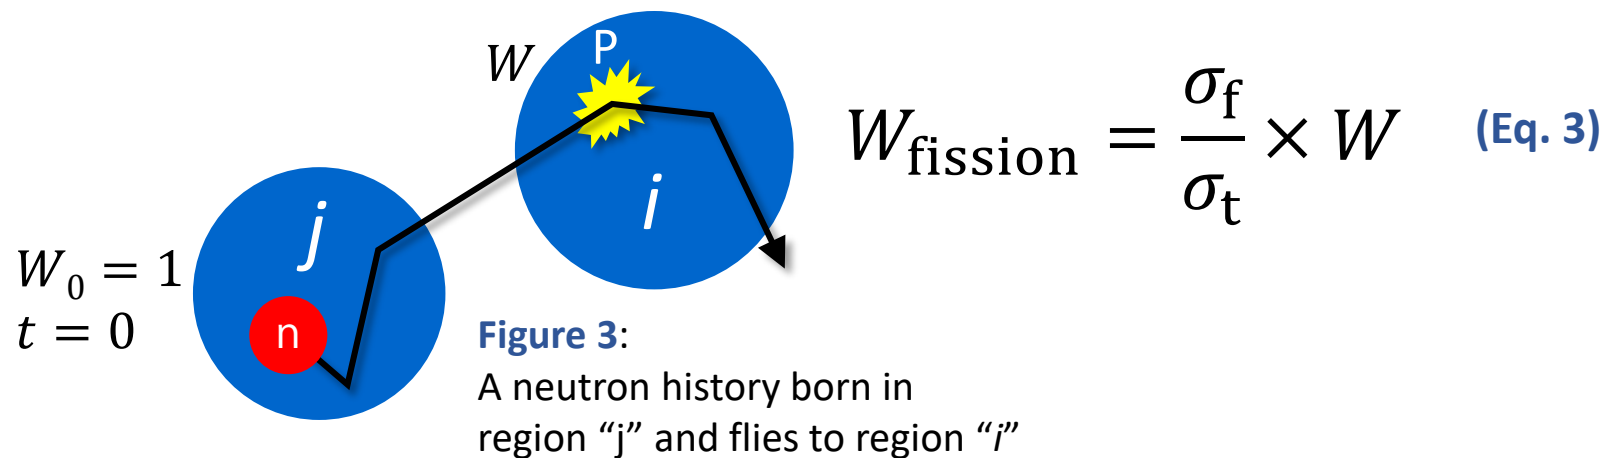 W
P
W_fission = σ_f / σ_t × W (Eq. 3)
i
j
W_0 = 1
t = 0
n
Figure 3:
A neutron history born in
region “j” and flies to region “i”